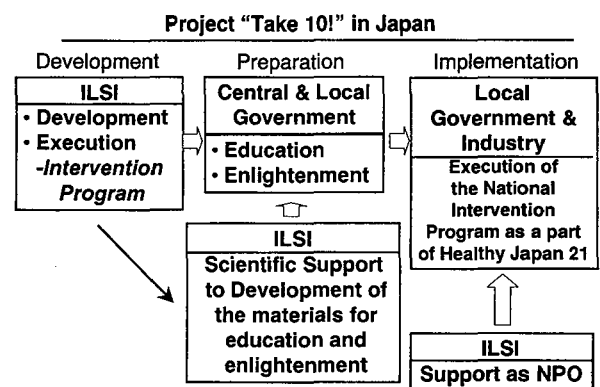 Project “Take 10!” in Japan
Development
Preparation
Implementation
ILSI
• Development
• Execution
-Intervention
Program
Central & Local
Government
• Education
• Enlightenment
Local
Government &
Industry
Execution of
the National
Intervention
Program as a part
of Healthy Japan 21
ILSI
Scientific Support
to Development of
the materials for
education and
enlightenment
ILSI
Support as NPO